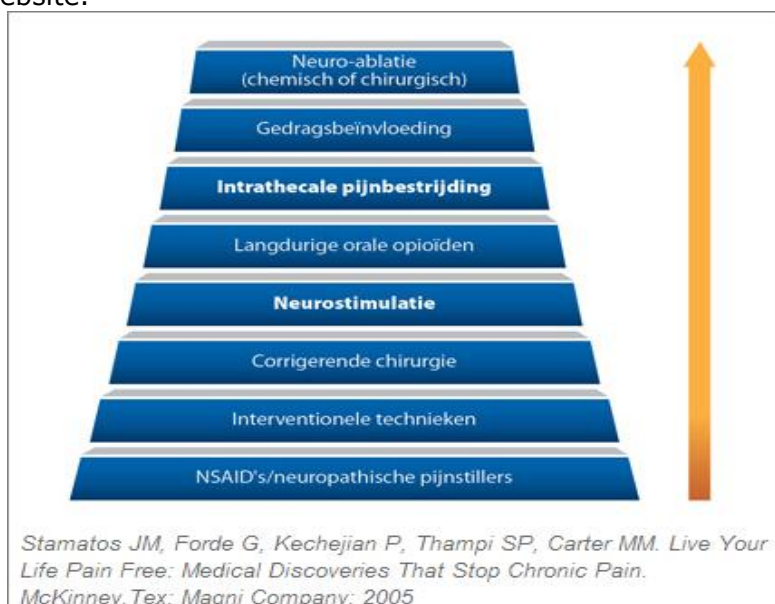 ebsite.
Neuro-ablatie
(chemisch of chirurgisch)
Gedragsbeïnvloeding
Intrathecale pijnbestrijding
Langdurige orale opioïden
Neurostimulatie
Corrigerende chirurgie
Interventionele technieken
NSAID's/neuropathische pijnstillers
Stamatos JM, Forde G, Kechejian P, Thampi SP, Carter MM. Live Your
Life Pain Free: Medical Discoveries That Stop Chronic Pain.
McKinney,Tex: Magni Company; 2005